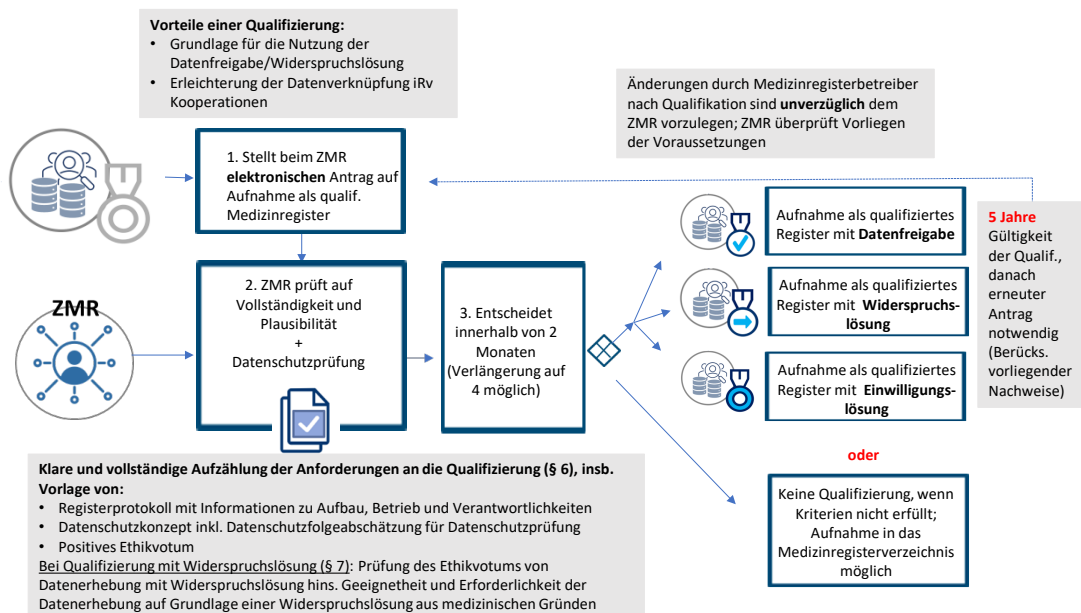 Vorteile einer Qualifizierung:
• Grundlage für die Nutzung der
Datenfreigabe/Widerspruchslösung
• Erleichterung der Datenverknüpfung iRv
Kooperationen
Änderungen durch Medizinregisterbetreiber
nach Qualifikation sind unverzüglich dem
ZMR vorzulegen; ZMR überprüft Vorliegen
der Voraussetzungen
1. Stellt beim ZMR
elektronischen Antrag auf
Aufnahme als qualif.
Medizinregister
ZMR
2. ZMR prüft auf
Vollständigkeit und
Plausibilität
+
Datenschutzprüfung
3. Entscheidet
innerhalb von 2
Monaten
(Verlängerung auf
4 möglich)
Aufnahme als qualifiziertes
Register mit Datenfreigabe
Aufnahme als qualifiziertes
Register mit Widerspruchs-
lösung
Aufnahme als qualifiziertes
Register mit Einwilligungs-
lösung
oder
Keine Qualifizierung, wenn
Kriterien nicht erfüllt;
Aufnahme in das
Medizinregisterverzeichnis
möglich
5 Jahre
Gültigkeit
der Qualif.,
danach
erneuter
Antrag
notwendig
(Berücks.
vorliegender
Nachweise)
Klare und vollständige Aufzählung der Anforderungen an die Qualifizierung (§ 6), insb.
Vorlage von:
• Registerprotokoll mit Informationen zu Aufbau, Betrieb und Verantwortlichkeiten
• Datenschutzkonzept inkl. Datenschutzfolgeabschätzung für Datenschutzprüfung
• Positives Ethikvotum
Bei Qualifizierung mit Widerspruchslösung (§ 7): Prüfung des Ethikvotums von
Datenerhebung mit Widerspruchslösung hins. Geeignetheit und Erforderlichkeit der
Datenerhebung auf Grundlage einer Widerspruchslösung aus medizinischen Gründen